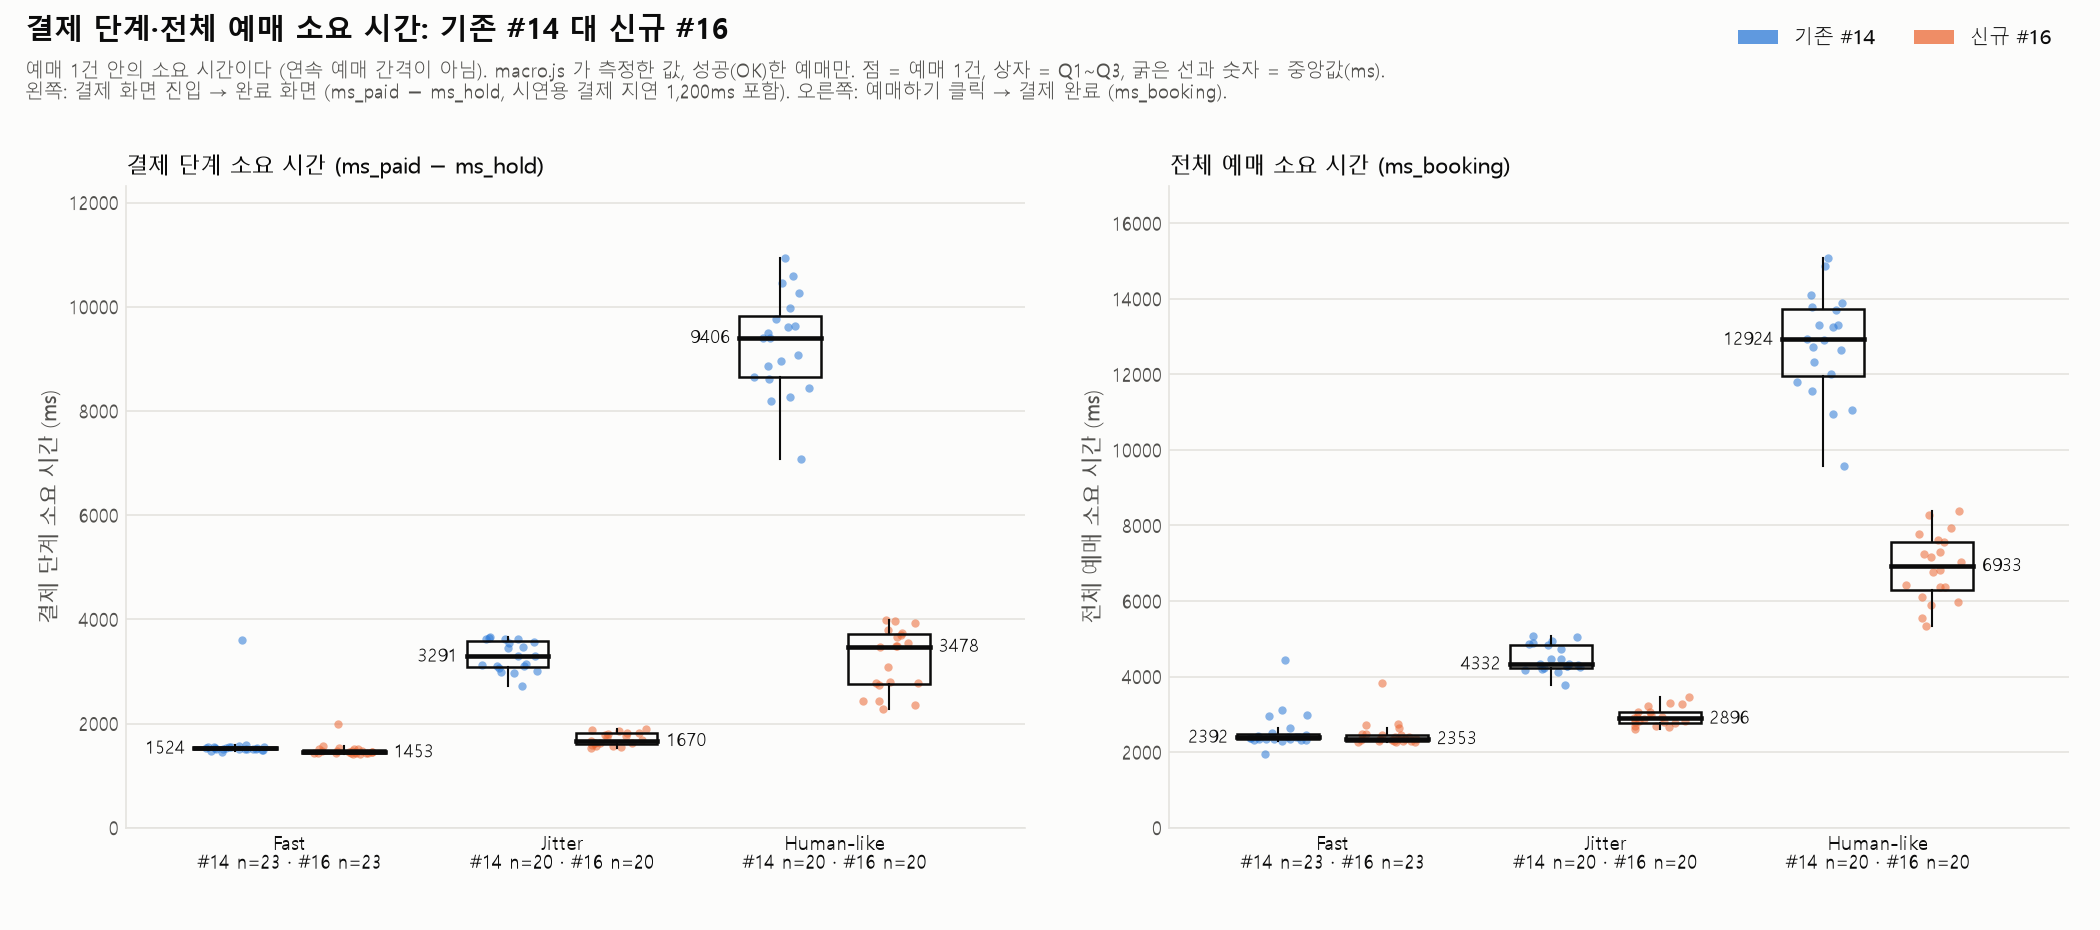 결제 단계·전체 예매 소요 시간: 기존 #14 대 신규 #16
기존 #14
신규 #16
예매 1건 안의 소요 시간이다 (연속 예매 간격이 아님). macro.js 가 측정한 값, 성공(OK)한 예매만. 점 = 예매 1건, 상자 = Q1~Q3, 굵은 선과 숫자 = 중앙값(ms).
왼쪽: 결제 화면 진입 → 완료 화면 (ms_paid − ms_hold, 시연용 결제 지연 1,200ms 포함). 오른쪽: 예매하기 클릭 → 결제 완료 (ms_booking).
결제 단계 소요 시간 (ms_paid − ms_hold)
결제 단계 소요 시간 (ms)
12000
10000
8000
6000
4000
2000
0
1524
1453
3291
1670
9406
3478
Fast
#14 n=23 · #16 n=23
Jitter
#14 n=20 · #16 n=20
Human-like
#14 n=20 · #16 n=20
전체 예매 소요 시간 (ms_booking)
전체 예매 소요 시간 (ms)
16000
14000
12000
10000
8000
6000
4000
2000
0
2392
2353
4332
2896
12924
6933
Fast
#14 n=23 · #16 n=23
Jitter
#14 n=20 · #16 n=20
Human-like
#14 n=20 · #16 n=20